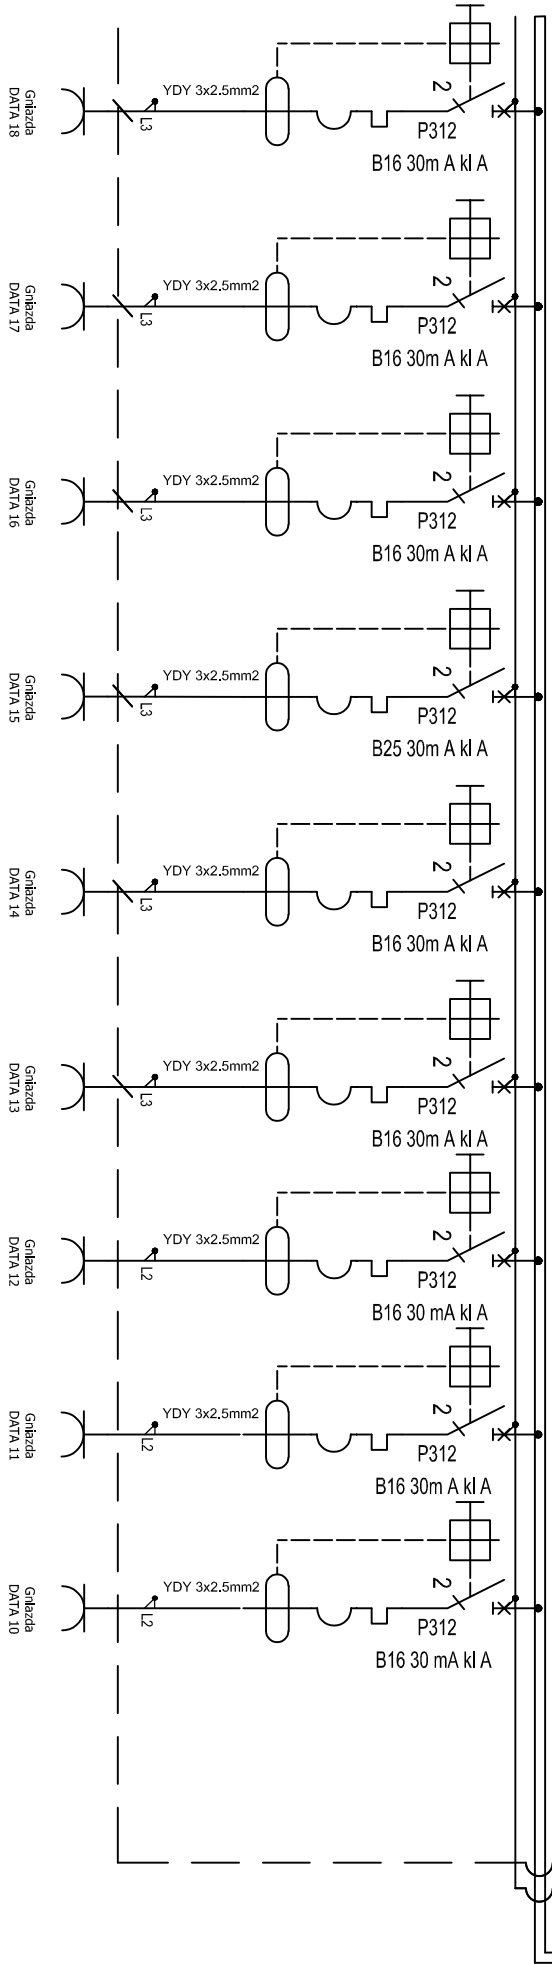 YDY 3x2.5mm2
2
P312
B16 30m A kl A
L3
Gniazda
DATA 18
YDY 3x2.5mm2
2
P312
B16 30m A kl A
L3
Gniazda
DATA 17
YDY 3x2.5mm2
2
P312
B16 30m A kl A
L3
Gniazda
DATA 16
YDY 3x2.5mm2
2
P312
B25 30m A kl A
L3
Gniazda
DATA 15
YDY 3x2.5mm2
2
P312
B16 30m A kl A
L3
Gniazda
DATA 14
YDY 3x2.5mm2
2
P312
B16 30m A kl A
L3
Gniazda
DATA 13
YDY 3x2.5mm2
2
P312
B16 30 mA kl A
L2
Gniazda
DATA 12
YDY 3x2.5mm2
2
P312
B16 30m A kl A
L2
Gniazda
DATA 11
YDY 3x2.5mm2
2
P312
B16 30 mA kl A
L2
Gniazda
DATA 10